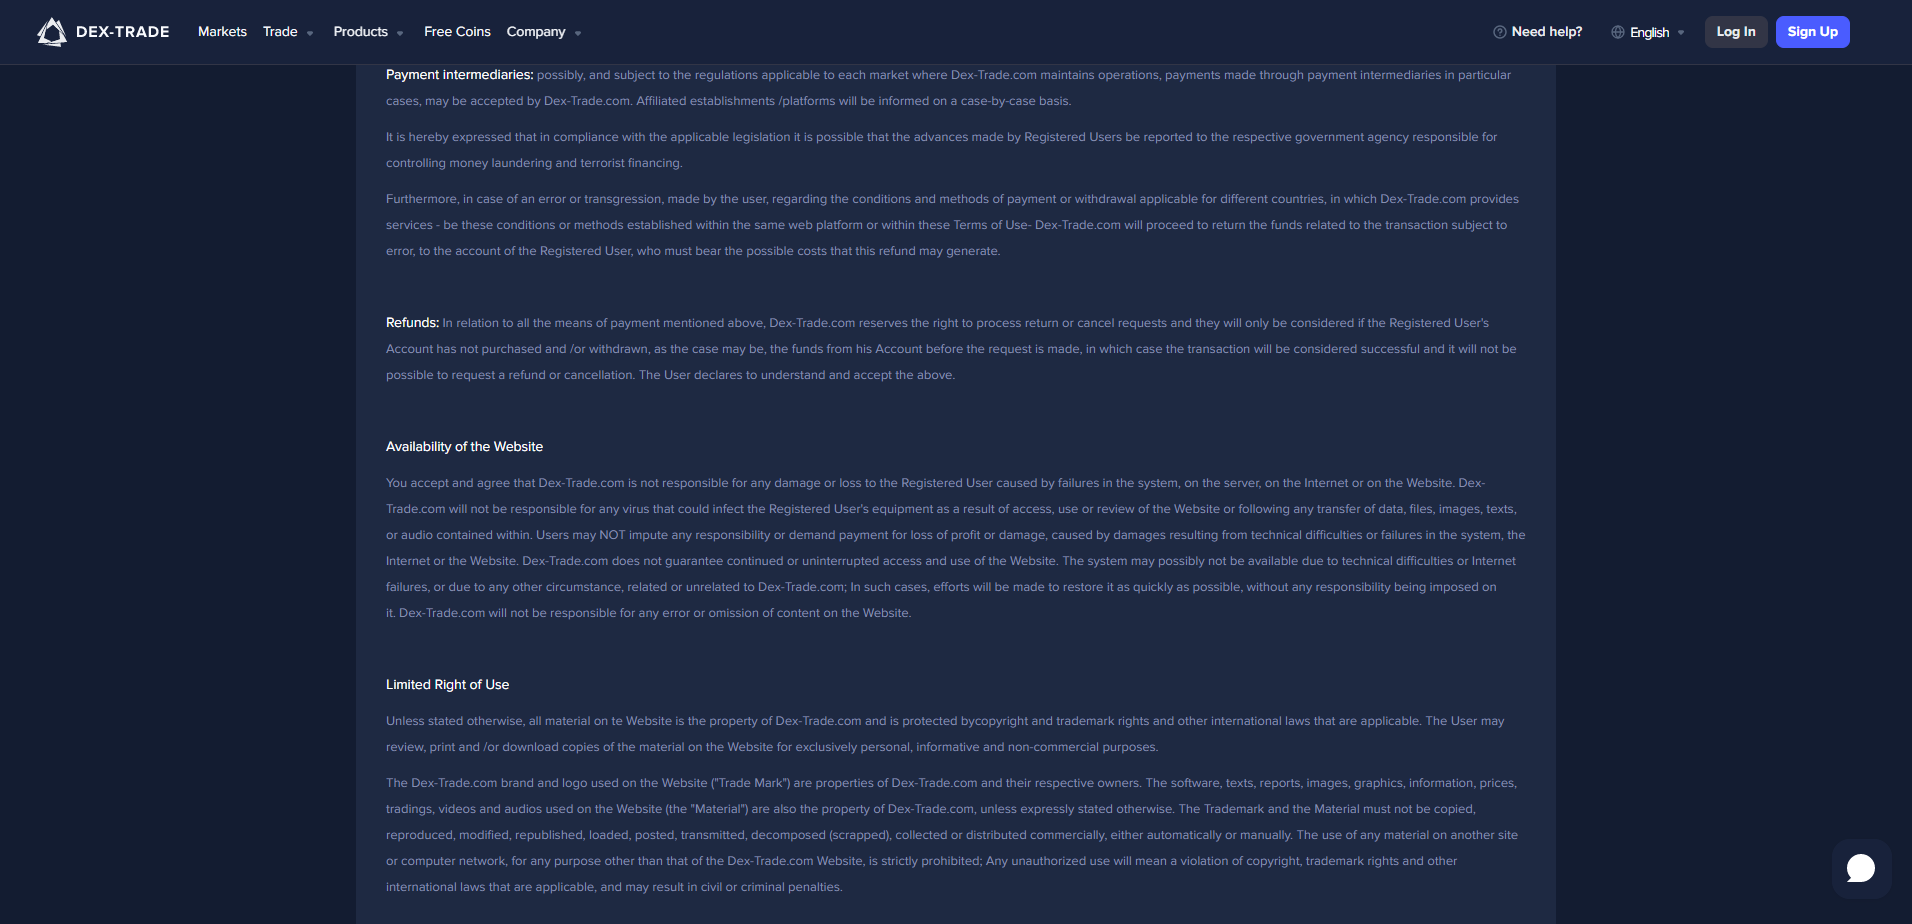 DEX-TRADE Markets Trade Products Free Coins Company Need help? English Log In Sign Up
Payment intermediaries: possibly, and subject to the regulations applicable to each market where Dex-Trade.com maintains operations, payments made through payment intermediaries in particular
cases, may be accepted by Dex-Trade.com. Affiliated establishments /platforms will be informed on a case-by-case basis.
It is hereby expressed that in compliance with the applicable legislation it is possible that the advances made by Registered Users be reported to the respective government agency responsible for
controlling money laundering and terrorist financing.
Furthermore, in case of an error or transgression, made by the user, regarding the conditions and methods of payment or withdrawal applicable for different countries, in which Dex-Trade.com provides
services - be these conditions or methods established within the same web platform or within these Terms of Use- Dex-Trade.com will proceed to return the funds related to the transaction subject to
error, to the account of the Registered User, who must bear the possible costs that this refund may generate.
Refunds: In relation to all the means of payment mentioned above, Dex-Trade.com reserves the right to process return or cancel requests and they will only be considered if the Registered User's
Account has not purchased and /or withdrawn, as the case may be, the funds from his Account before the request is made, in which case the transaction will be considered successful and it will not be
possible to request a refund or cancellation. The User declares to understand and accept the above.
Availability of the Website
You accept and agree that Dex-Trade.com is not responsible for any damage or loss to the Registered User caused by failures in the system, on the server, on the Internet or on the Website. Dex-
Trade.com will not be responsible for any virus that could infect the Registered User's equipment as a result of access, use or review of the Website or following any transfer of data, files, images, texts,
or audio contained within. Users may NOT impute any responsibility or demand payment for loss of profit or damage, caused by damages resulting from technical difficulties or failures in the system, the
Internet or the Website. Dex-Trade.com does not guarantee continued or uninterrupted access and use of the Website. The system may possibly not be available due to technical difficulties or Internet
failures, or due to any other circumstance, related or unrelated to Dex-Trade.com; In such cases, efforts will be made to restore it as quickly as possible, without any responsibility being imposed on
it. Dex-Trade.com will not be responsible for any error or omission of content on the Website.
Limited Right of Use
Unless stated otherwise, all material on te Website is the property of Dex-Trade.com and is protected bycopyright and trademark rights and other international laws that are applicable. The User may
review, print and /or download copies of the material on the Website for exclusively personal, informative and non-commercial purposes.
The Dex-Trade.com brand and logo used on the Website ("Trade Mark") are properties of Dex-Trade.com and their respective owners. The software, texts, reports, images, graphics, information, prices,
tradings, videos and audios used on the Website (the "Material") are also the property of Dex-Trade.com, unless expressly stated otherwise. The Trademark and the Material must not be copied,
reproduced, modified, republished, loaded, posted, transmitted, decomposed (scrapped), collected or distributed commercially, either automatically or manually. The use of any material on another site
or computer network, for any purpose other than that of the Dex-Trade.com Website, is strictly prohibited; Any unauthorized use will mean a violation of copyright, trademark rights and other
international laws that are applicable, and may result in civil or criminal penalties.